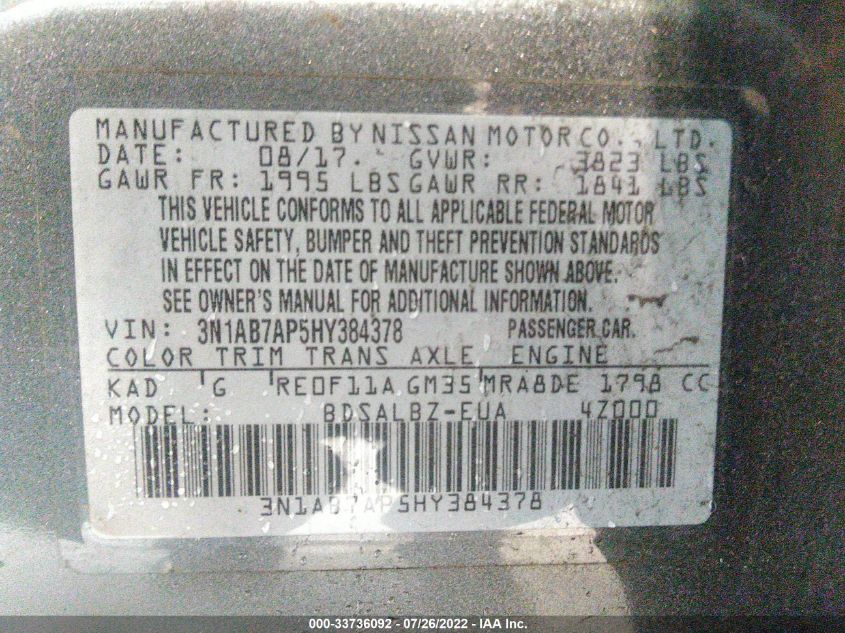 MANUFACTURED BY NISSAN MOTOR CO., LTD.
DATE: 08/17. GVWR: 3823 LBS
GAWR FR: 1995 LBS GAWR RR: 1841 LBS
THIS VEHICLE CONFORMS TO ALL APPLICABLE FEDERAL MOTOR
VEHICLE SAFETY, BUMPER AND THEFT PREVENTION STANDARDS
IN EFFECT ON THE DATE OF MANUFACTURE SHOWN ABOVE.
SEE OWNER'S MANUAL FOR ADDITIONAL INFORMATION.
VIN: 3N1AB7AP5HY384378 PASSENGER CAR.
COLOR TRIM TRANS AXLE ENGINE
KAD G RE0F11A GM35 MRA8DE 1798 CC
MODEL: BDSALBZ-EUA 4Z000
3N1AB7AP5HY384378
000-33736092 - 07/26/2022 - IAA Inc.